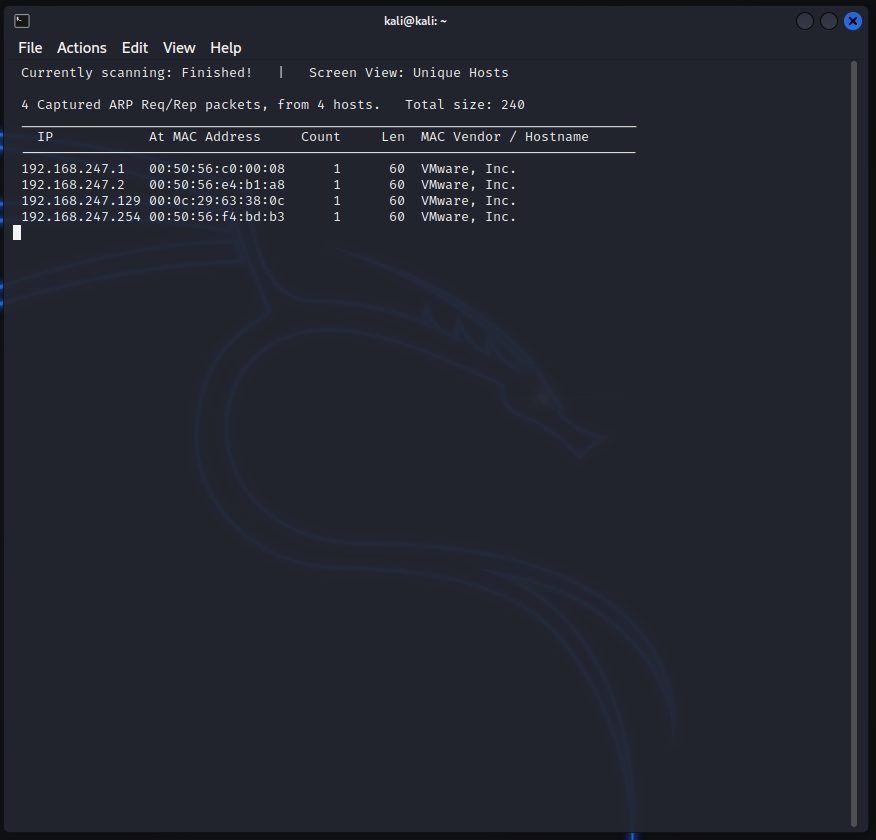 kali@kali: ~
File Actions Edit View Help
Currently scanning: Finished! | Screen View: Unique Hosts
4 Captured ARP Req/Rep packets, from 4 hosts. Total size: 240
IP At MAC Address Count Len MAC Vendor / Hostname
192.168.247.1 00:50:56:c0:00:08 1 60 VMware, Inc.
192.168.247.2 00:50:56:e4:b1:a8 1 60 VMware, Inc.
192.168.247.129 00:0c:29:63:38:0c 1 60 VMware, Inc.
192.168.247.254 00:50:56:f4:bd:b3 1 60 VMware, Inc.